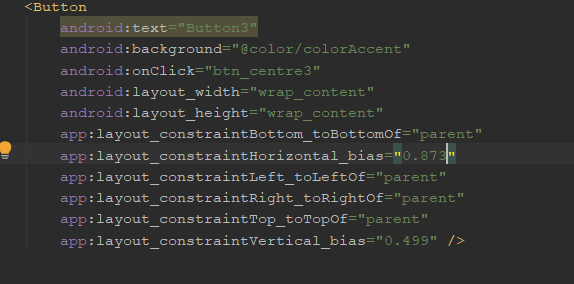 <Button
android:text="Button3"
android:background="@color/colorAccent"
android:onClick="btn_centre3"
android:layout_width="wrap_content"
android:layout_height="wrap_content"
app:layout_constraintBottom_toBottomOf="parent"
app:layout_constraintHorizontal_bias="0.873"
app:layout_constraintLeft_toLeftOf="parent"
app:layout_constraintRight_toRightOf="parent"
app:layout_constraintTop_toTopOf="parent"
app:layout_constraintVertical_bias="0.499" />